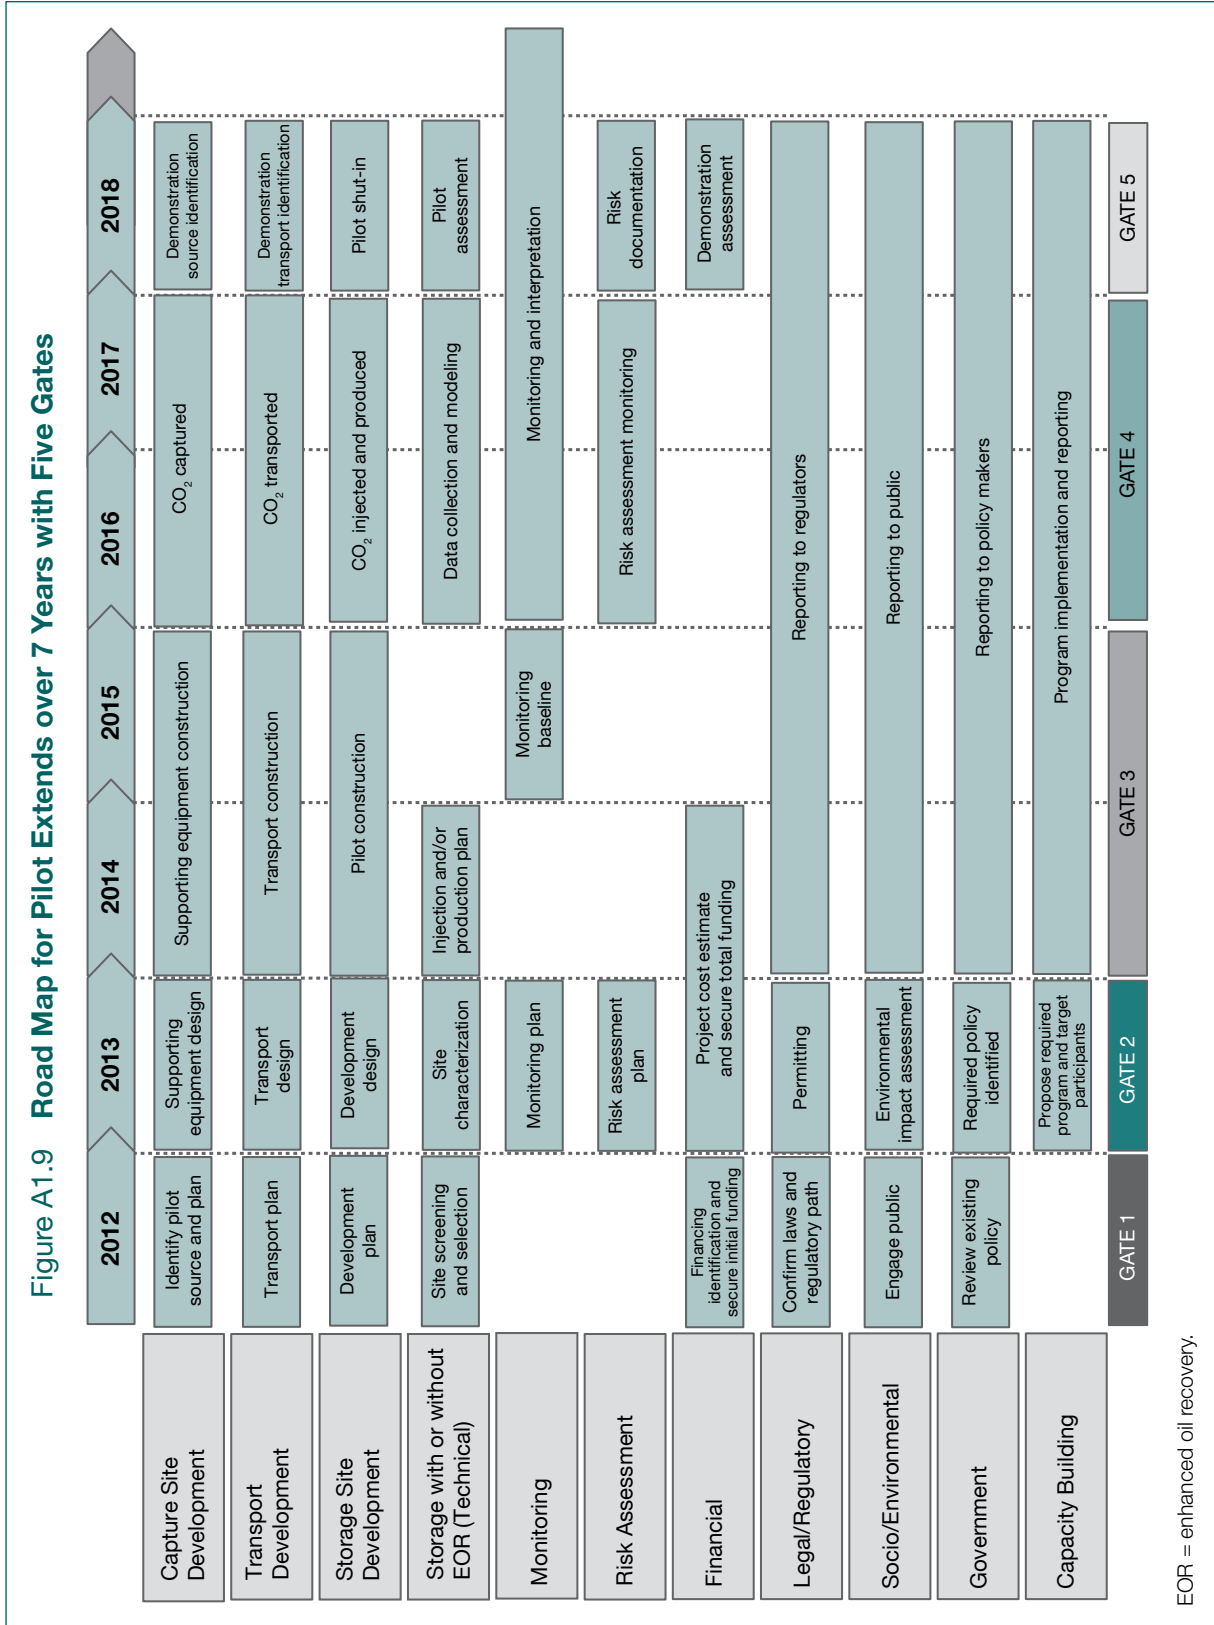 Figure A1.9 Road Map for Pilot Extends over 7 Years with Five Gates
2012
2013
2014
2015
2016
2017
2018
Capture Site
Development
Identify pilot
source and plan
Supporting
equipment design
Supporting equipment construction
CO₂ captured
Demonstration
source identification
Transport
Development
Transport plan
Transport
design
Transport construction
CO₂ transported
Demonstration
transport identification
Storage Site
Development
Development
plan
Development
design
Pilot construction
CO₂ injected and produced
Pilot shut-in
Storage with or without
EOR (Technical)
Site screening
and selection
Site
characterization
Injection and/or
production plan
Data collection and modeling
Pilot
assessment
Monitoring
Monitoring plan
Monitoring
baseline
Monitoring and interpretation
Risk Assessment
Risk assessment
plan
Risk assessment monitoring
Risk
documentation
Financial
Financing
identification and
secure initial funding
Project cost estimate
and secure total funding
Demonstration
assessment
Legal/Regulatory
Confirm laws and
regulatory path
Permitting
Reporting to regulators
Socio/Environmental
Engage public
Environmental
impact assessment
Reporting to public
Government
Review existing
policy
Required policy
identified
Reporting to policy makers
Capacity Building
Propose required
program and target
participants
Program implementation and reporting
GATE 1
GATE 2
GATE 3
GATE 4
GATE 5
EOR = enhanced oil recovery.